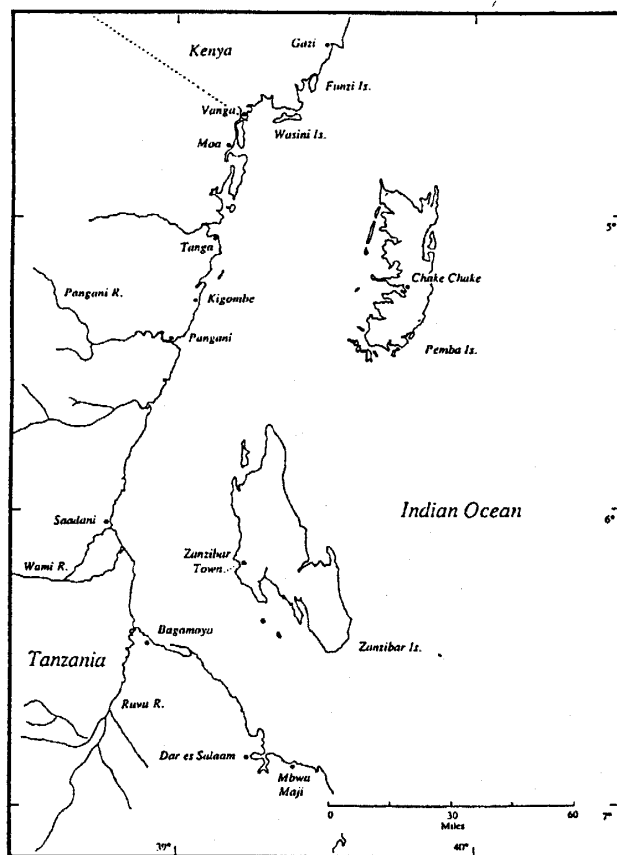 Kenya
Gazi
Funzi Is.
Vanga
Wasini Is.
Moa
5°
Tanga
Chake Chake
Pangani R.
Kigombe
Pangani
Pemba Is.
Saadani
Indian Ocean
6°
Zanzibar
Town
Wami R.
Bagamoyo
Zanzibar Is.
Tanzania
Ruvu R.
Dar es Salaam
Mbwa
Maji
0 30 60
Miles
7°
39°
40°